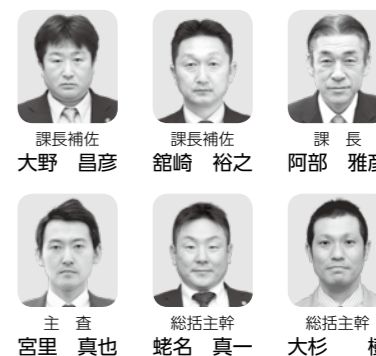 課長補佐
大野 昌彦
課長補佐
舘崎 裕之
課 長
阿部 雅彦
主 査
宮里 真也
総括主幹
蛯名 真一
総括主幹
大杉